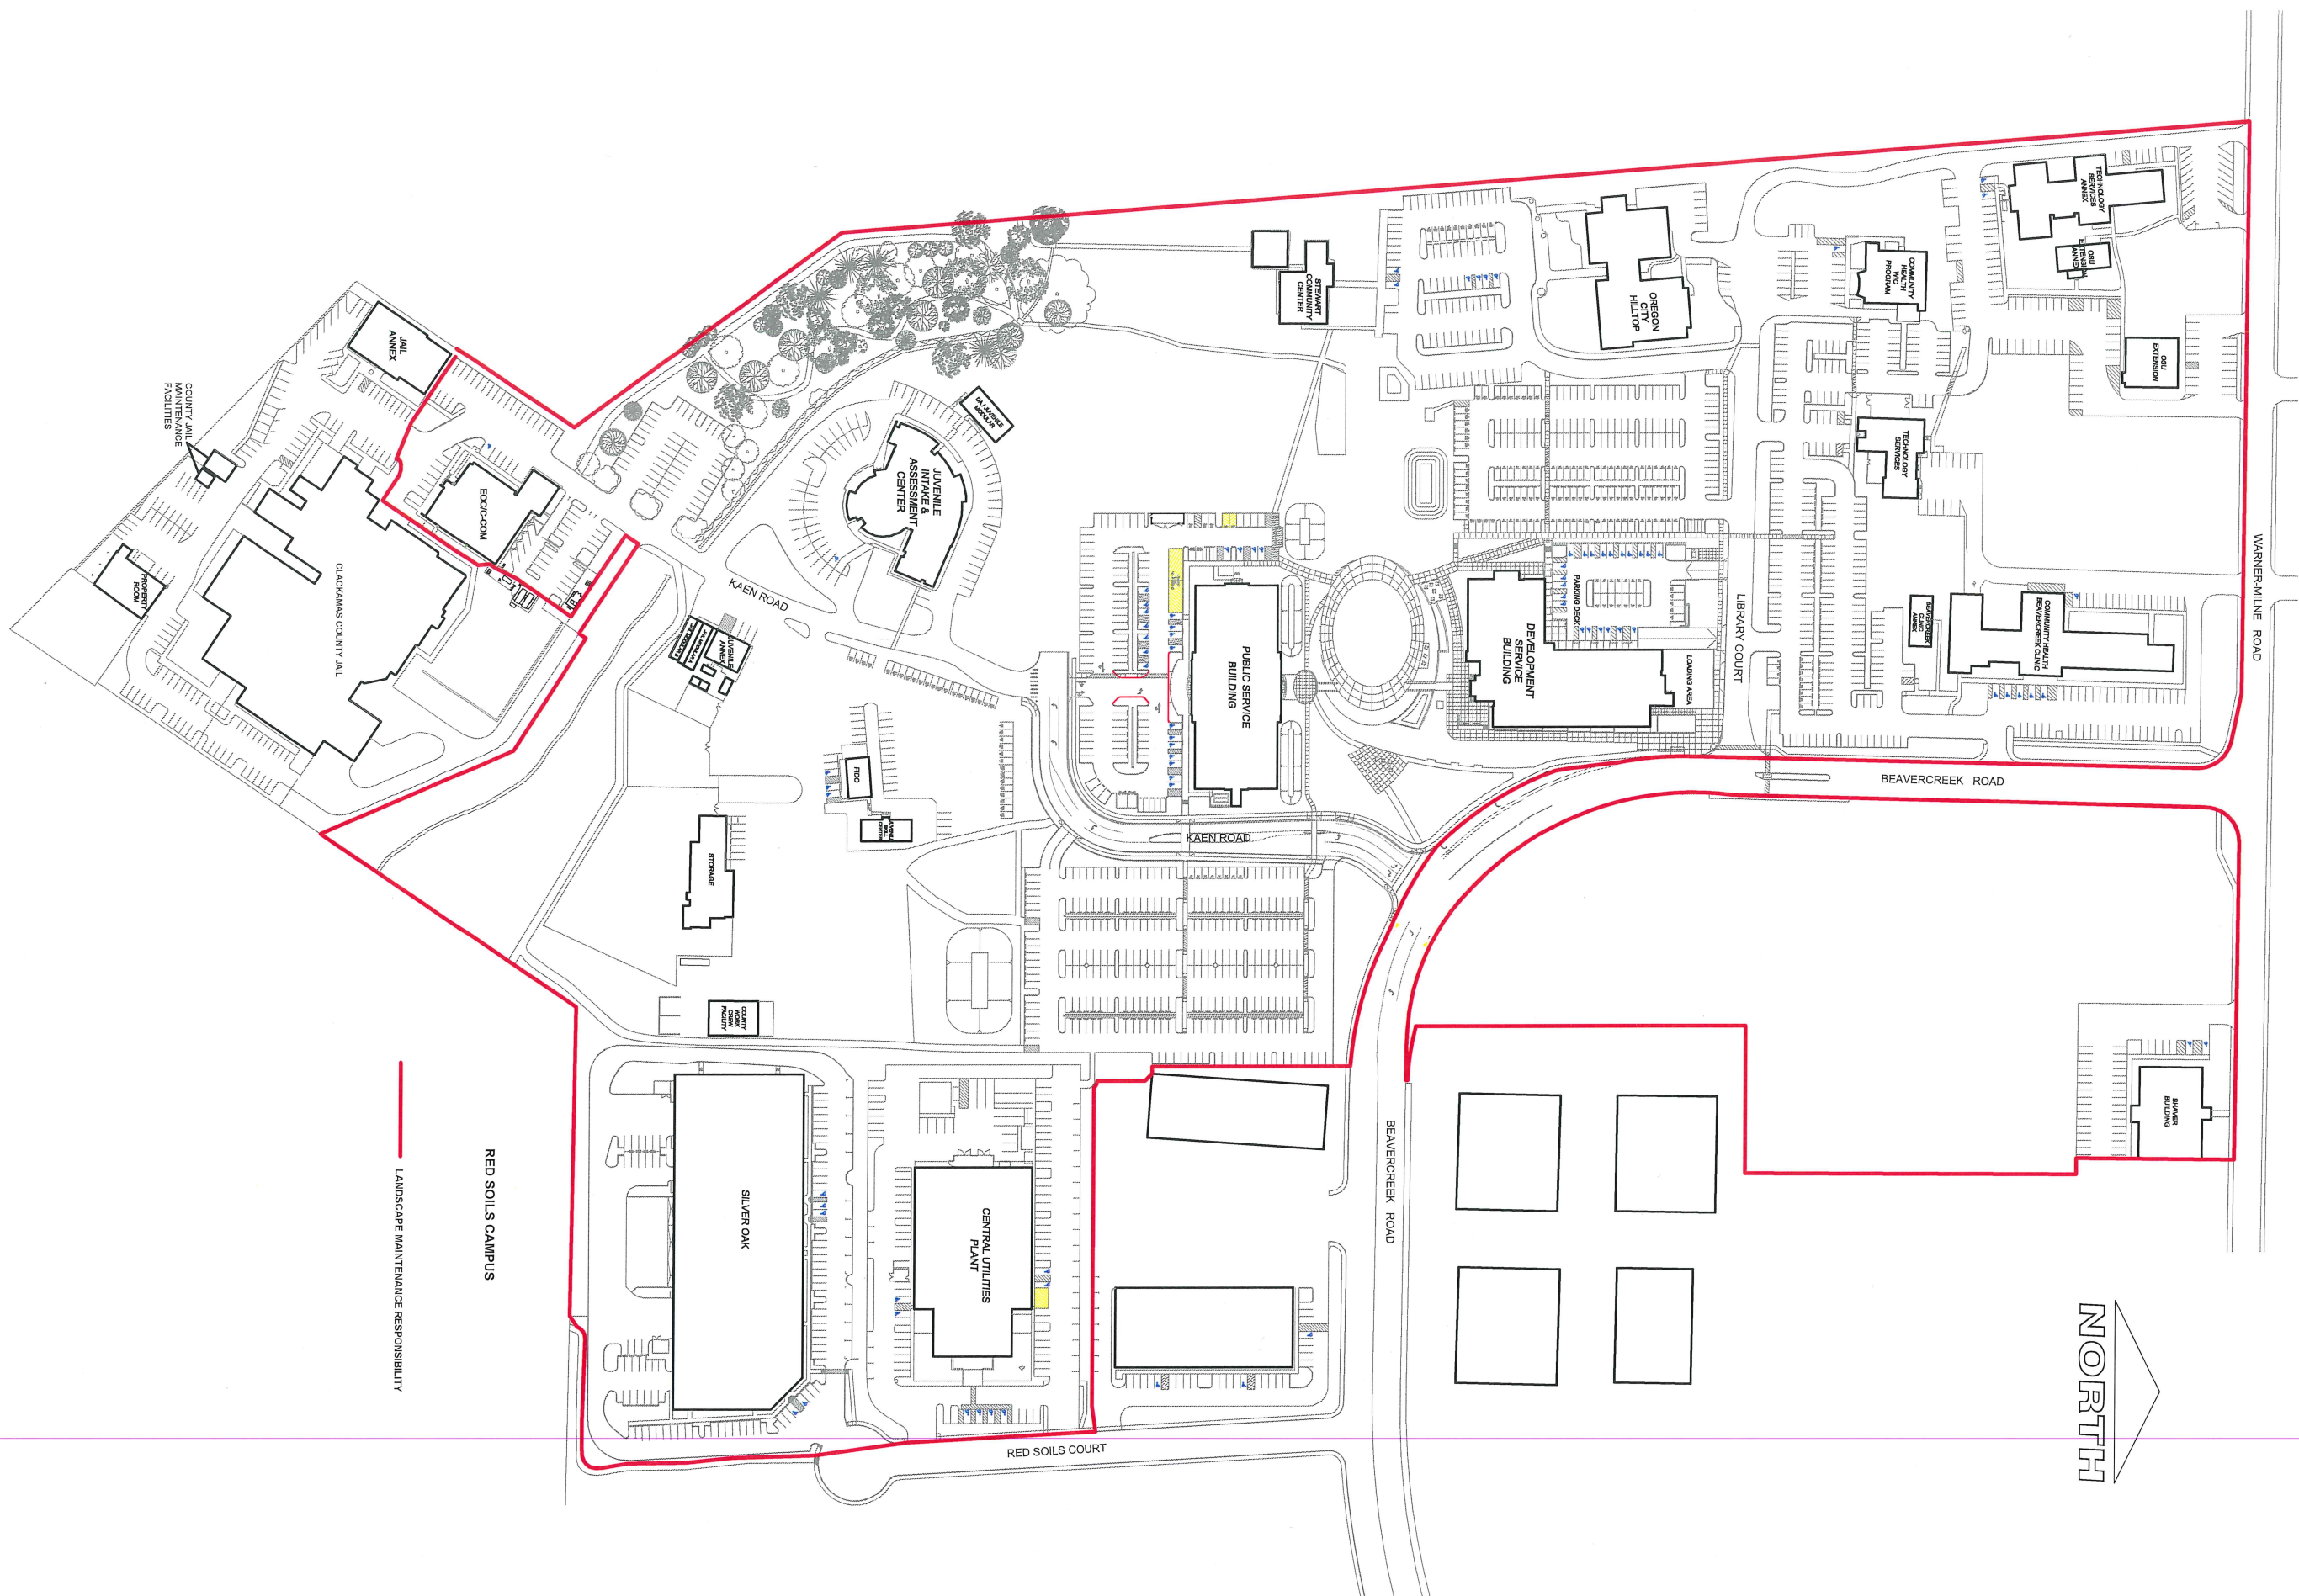 WARNER-MILNE ROAD
TECHNOLOGY
SERVICES
ANNEX
OSU
EXTENSION
ANNEX
OSU
EXTENSION
COMMUNITY
HEALTH
WIC
PROGRAM
TECHNOLOGY
SERVICES
COMMUNITY HEALTH
BEAVERCREEK CLINIC
BEAVERCREEK
CLINIC
ANNEX
BEAVERCREEK ROAD
SHAVER
BUILDING
NORTH
LIBRARY COURT
OREGON
CITY
HILLTOP
LOADING AREA
PARKING DECK
DEVELOPMENT
SERVICE
BUILDING
STEWART
COMMUNITY
CENTER
PUBLIC SERVICE
BUILDING
KAEN ROAD
BEAVERCREEK ROAD
DA / JUVENILE
MODULAR
JUVENILE
INTAKE &
ASSESSMENT
CENTER
KAEN ROAD
JUVENILE
ANNEX
FIDO
CENTER
STORAGE
COUNTY
WORK
CREW
FACILITY
CENTRAL UTILITIES
PLANT
SILVER OAK
RED SOILS COURT
EOC/C-COM
JAIL
ANNEX
COUNTY JAIL
MAINTENANCE
FACILITIES
CLACKAMAS COUNTY JAIL
PROPERTY
ROOM
RED SOILS CAMPUS
LANDSCAPE MAINTENANCE RESPONSIBILITY